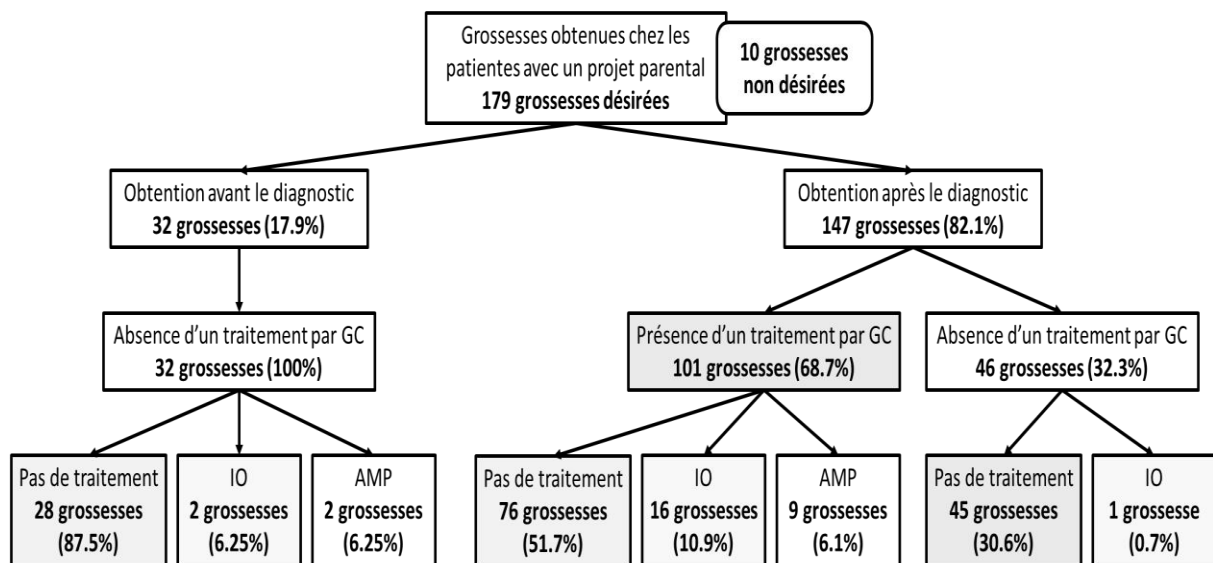 Grossesses obtenues chez les
patientes avec un projet parental
179 grossesses désirées
10 grossesses
non désirées
Obtention avant le diagnostic
32 grossesses (17.9%)
Obtention après le diagnostic
147 grossesses (82.1%)
Absence d'un traitement par GC
32 grossesses (100%)
Présence d'un traitement par GC
101 grossesses (68.7%)
Absence d'un traitement par GC
46 grossesses (32.3%)
Pas de traitement
28 grossesses
(87.5%)
IO
2 grossesses
(6.25%)
AMP
2 grossesses
(6.25%)
Pas de traitement
76 grossesses
(51.7%)
IO
16 grossesses
(10.9%)
AMP
9 grossesses
(6.1%)
Pas de traitement
45 grossesses
(30.6%)
IO
1 grossesse
(0.7%)